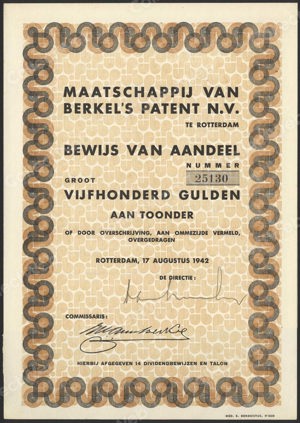 MAATSCHAPPIJ VAN
BERKEL'S PATENT N.V.
TE ROTTERDAM
BEWIJS VAN AANDEEL
NUMMER
25130
GROOT
VIJFHONDERD GULDEN
AAN TOONDER
OF DOOR OVERSCHRIJVING, AAN OMMEZIJDE VERMELD,
OVERGEDRAGEN
ROTTERDAM, 17 AUGUSTUS 1942
DE DIRECTIE:
COMMISSARIS:
HIERBIJ AFGEGEVEN 14 DIVIDENDBEWIJZEN EN TALON